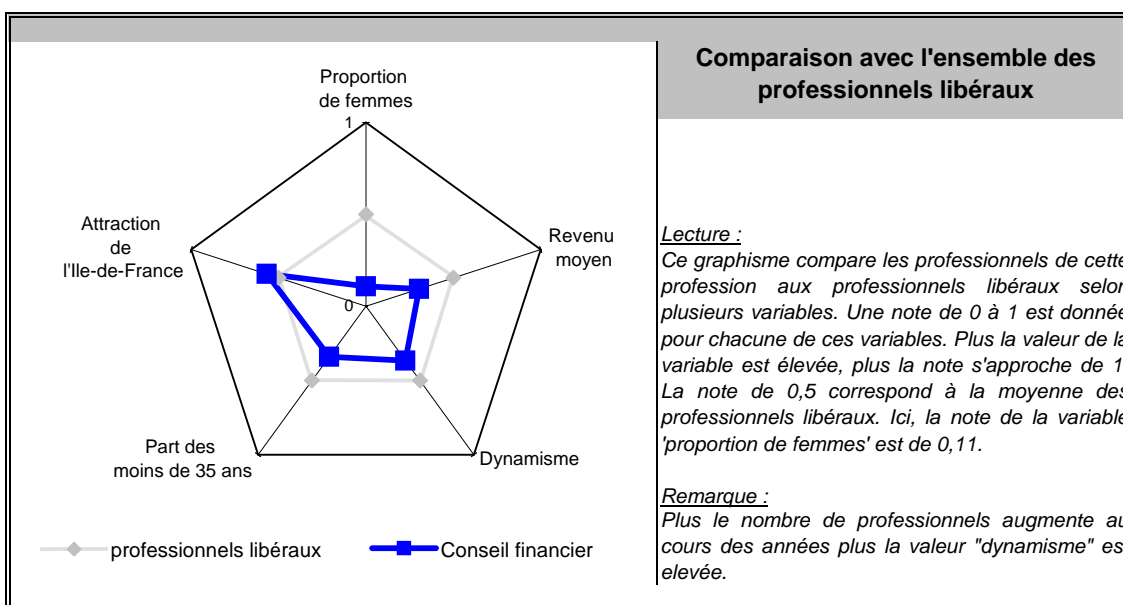 Comparaison avec l'ensemble des
professionnels libéraux
Proportion
de femmes
1
Attraction
de
l'Ile-de-France
Revenu
moyen
0
Part des
moins de 35 ans
Dynamisme
professionnels libéraux
Conseil financier
Lecture :
Ce graphisme compare les professionnels de cette
profession aux professionnels libéraux selon
plusieurs variables. Une note de 0 à 1 est donnée
pour chacune de ces variables. Plus la valeur de la
variable est élevée, plus la note s'approche de 1
La note de 0,5 correspond à la moyenne des
professionnels libéraux. Ici, la note de la variable
'proportion de femmes' est de 0,11.
Remarque :
Plus le nombre de professionnels augmente au
cours des années plus la valeur "dynamisme" es
elevée.